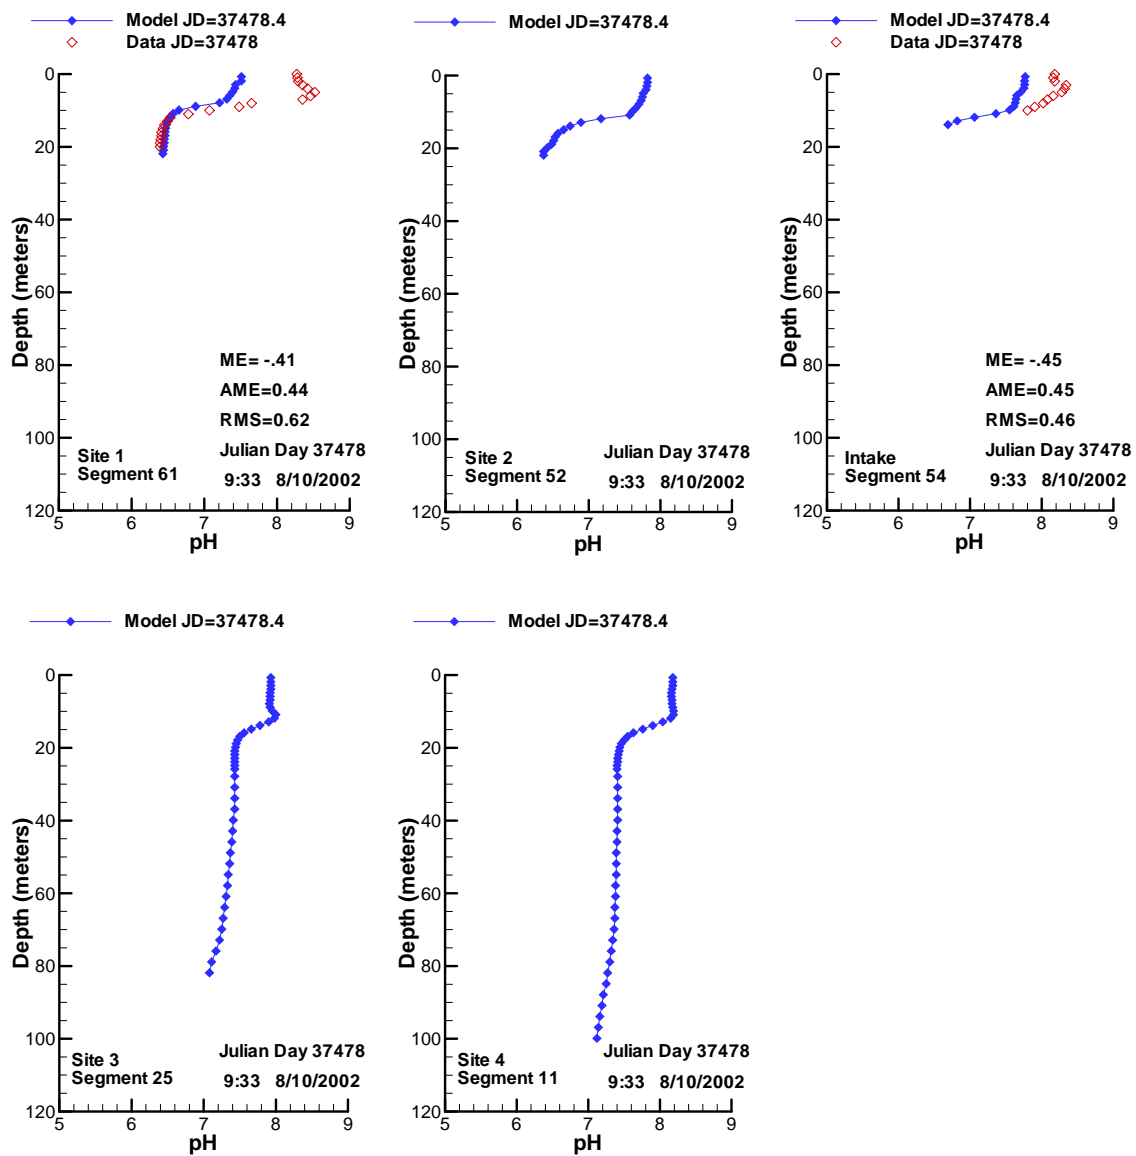 Model JD=37478.4
Data JD=37478
0
20
40
60
80
100
120
Depth (meters)
ME= -.41
AME=0.44
RMS=0.62
Julian Day 37478
9:33 8/10/2002
Site 1
Segment 61
5 6 7 8 9
pH
Model JD=37478.4
0
20
40
60
80
100
120
Depth (meters)
Julian Day 37478
9:33 8/10/2002
Site 2
Segment 52
5 6 7 8 9
pH
Model JD=37478.4
Data JD=37478
0
20
40
60
80
100
120
Depth (meters)
ME= -.45
AME=0.45
RMS=0.46
Julian Day 37478
9:33 8/10/2002
Intake
Segment 54
5 6 7 8 9
pH
Model JD=37478.4
0
20
40
60
80
100
120
Depth (meters)
Julian Day 37478
9:33 8/10/2002
Site 3
Segment 25
5 6 7 8 9
pH
Model JD=37478.4
0
20
40
60
80
100
120
Depth (meters)
Julian Day 37478
9:33 8/10/2002
Site 4
Segment 11
5 6 7 8 9
pH